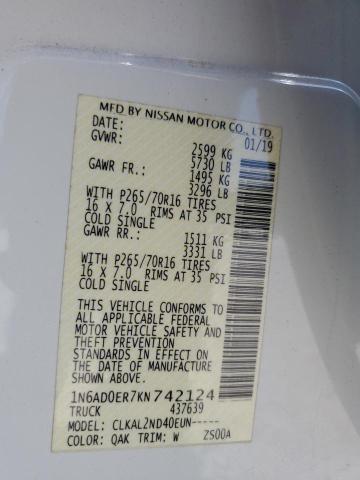 MFD BY NISSAN MOTOR CO., LTD.
DATE: 01/19
GVWR: 2599 KG
5730 LB
GAWR FR.: 1495 KG
3296 LB
WITH P265/70R16 TIRES
16 X 7.0 RIMS AT 35 PSI
COLD SINGLE
GAWR RR.: 1511 KG
3331 LB
WITH P265/70R16 TIRES
16 X 7.0 RIMS AT 35 PSI
COLD SINGLE
THIS VEHICLE CONFORMS TO
ALL APPLICABLE FEDERAL
MOTOR VEHICLE SAFETY AND
THEFT PREVENTION
STANDARDS IN EFFECT ON
THE DATE OF MANUFACTURE
SHOWN ABOVE.
1N6AD0ER7KN742124
TRUCK 437639
MODEL: CLKAL2ND40EUN-----
COLOR: QAK TRIM: W ZS00A